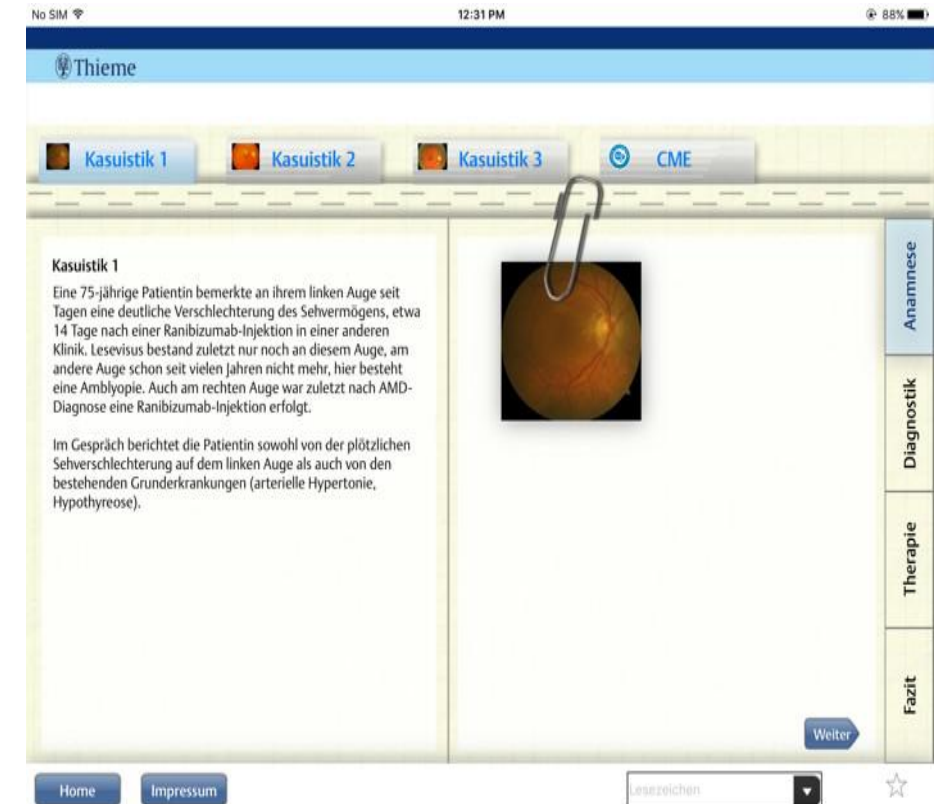 No SIM
12:31 PM
88%
Thieme
Kasuistik 1
Kasuistik 2
Kasuistik 3
CME
Kasuistik 1
Eine 75-jährige Patientin bemerkte an ihrem linken Auge seit
Tagen eine deutliche Verschlechterung des Sehvermögens, etwa
14 Tage nach einer Ranibizumab-Injektion in einer anderen
Klinik. Lesevisus bestand zuletzt nur noch an diesem Auge, am
andere Auge schon seit vielen Jahren nicht mehr, hier besteht
eine Amblyopie. Auch am rechten Auge war zuletzt nach AMD-
Diagnose eine Ranibizumab-Injektion erfolgt.
Im Gespräch berichtet die Patientin sowohl von der plötzlichen
Sehverschlechterung auf dem linken Auge als auch von den
bestehenden Grunderkrankungen (arterielle Hypertonie,
Hypothyreose).
Anamnese
Diagnostik
Therapie
Fazit
Weiter
Home
Impressum
Lesezeichen